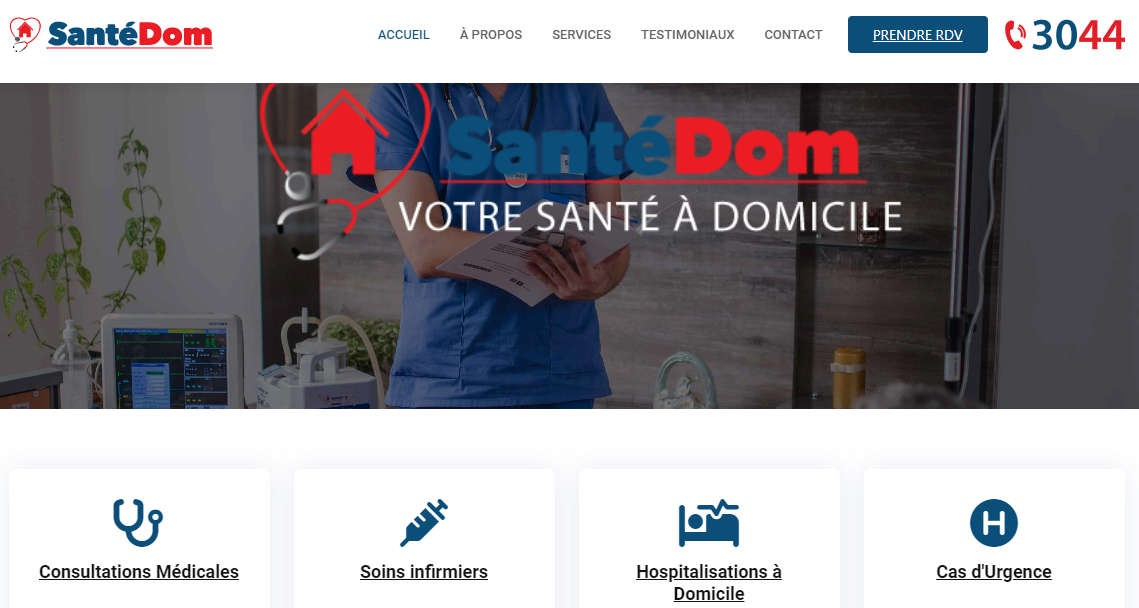 SantéDom
ACCUEIL
À PROPOS
SERVICES
TESTIMONIAUX
CONTACT
PRENDRE RDV
3044
SantéDom
VOTRE SANTÉ À DOMICILE
Consultations Médicales
Soins infirmiers
Hospitalisations à
Domicile
H
Cas d'Urgence